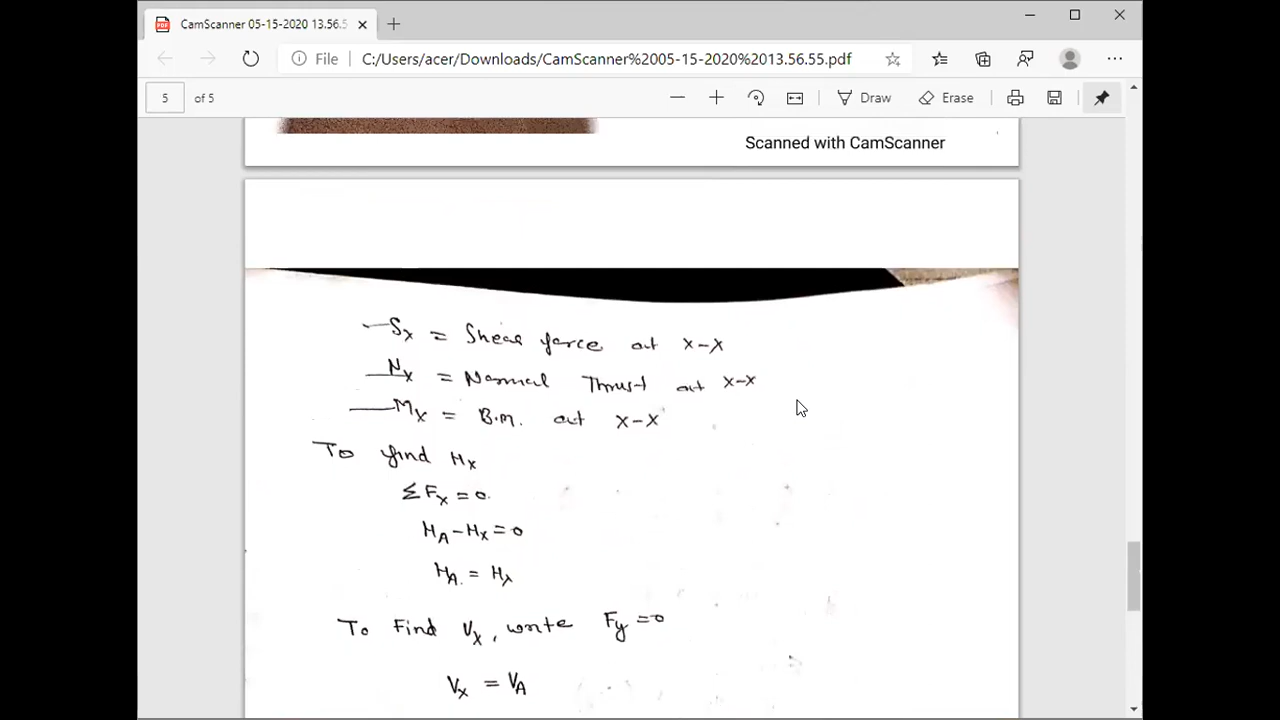 CamScanner 05-15-2020 13.56.5
File C:/Users/acer/Downloads/CamScanner%2005-15-2020%2013.56.55.pdf
5 of 5 Draw Erase
Scanned with CamScanner
Sx = Shear force at x-x
Nx = Normal Thrust at x-x
Mx = B.M. at x-x
To find Hx
ΣFx = 0.
HA - Hx = 0
HA. = Hx
To Find Vx, write Fy = 0
Vx = VA